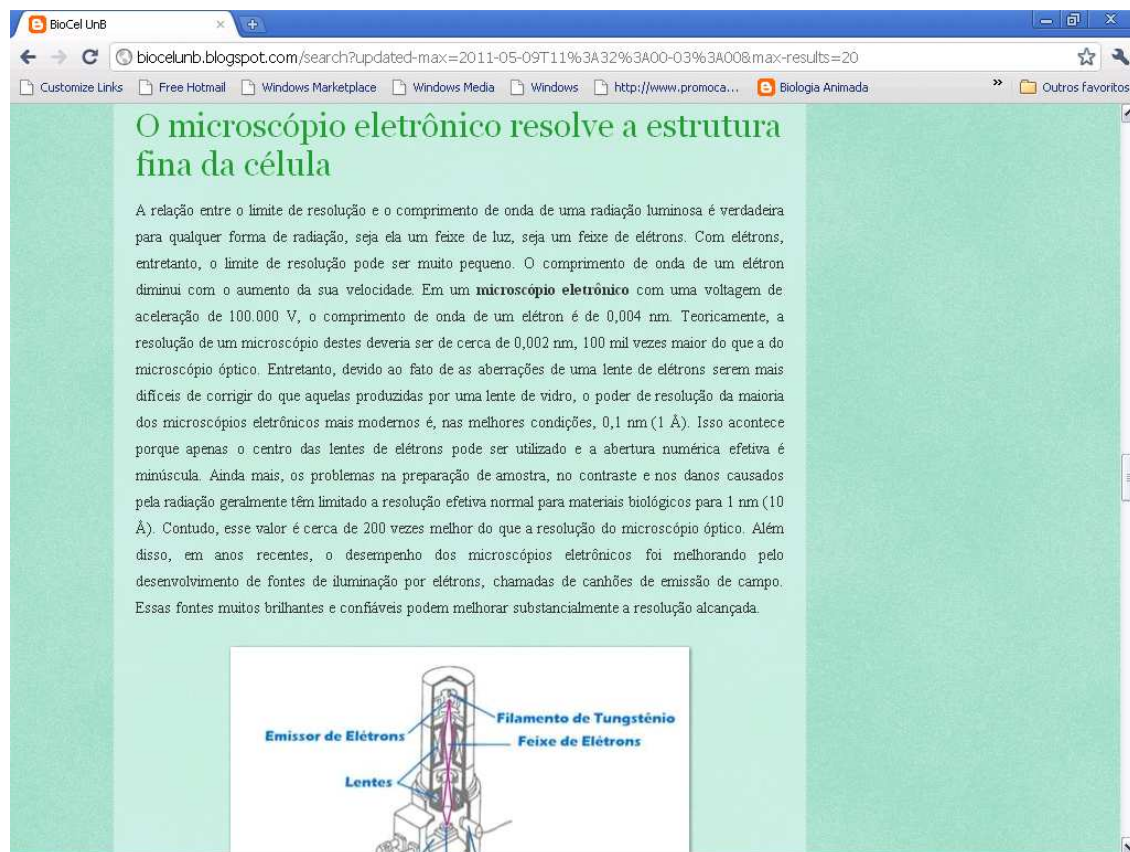 BioCel UnB
biocelunb.blogspot.com/search?updated-max=2011-05-09T11%3A32%3A00-03%3A00&max-results=20
Customize Links Free Hotmail Windows Marketplace Windows Media Windows http://www.promoca... Biologia Animada » Outros favoritos
O microscópio eletrônico resolve a estrutura
fina da célula
A relação entre o limite de resolução e o comprimento de onda de uma radiação luminosa é verdadeira
para qualquer forma de radiação, seja ela um feixe de luz, seja um feixe de elétrons. Com elétrons,
entretanto, o limite de resolução pode ser muito pequeno. O comprimento de onda de um elétron
diminui com o aumento da sua velocidade. Em um microscópio eletrônico com uma voltagem de
aceleração de 100.000 V, o comprimento de onda de um elétron é de 0,004 nm. Teoricamente, a
resolução de um microscópio destes deveria ser de cerca de 0,002 nm, 100 mil vezes maior do que a do
microscópio óptico. Entretanto, devido ao fato de as aberrações de uma lente de elétrons serem mais
difíceis de corrigir do que aquelas produzidas por uma lente de vidro, o poder de resolução da maioria
dos microscópios eletrônicos mais modernos é, nas melhores condições, 0,1 nm (1 Å). Isso acontece
porque apenas o centro das lentes de elétrons pode ser utilizado e a abertura numérica efetiva é
minúscula. Ainda mais, os problemas na preparação de amostra, no contraste e nos danos causados
pela radiação geralmente têm limitado a resolução efetiva normal para materiais biológicos para 1 nm (10
Å). Contudo, esse valor é cerca de 200 vezes melhor do que a resolução do microscópio óptico. Além
disso, em anos recentes, o desempenho dos microscópios eletrônicos foi melhorando pelo
desenvolvimento de fontes de iluminação por elétrons, chamadas de canhões de emissão de campo.
Essas fontes muitos brilhantes e confiáveis podem melhorar substancialmente a resolução alcançada.
Filamento de Tungstênio
Emissor de Elétrons
Feixe de Elétrons
Lentes